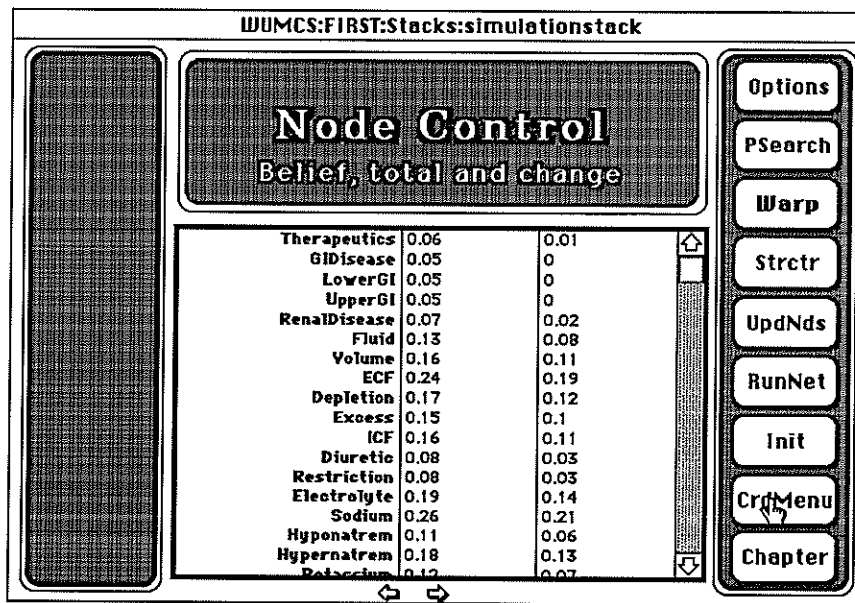 WUMCS:FIRST:Stacks:simulationstack
Node Control
Belief, total and change
Therapeutics 0.06 0.01
GIDisease 0.05 0
LowerGI 0.05 0
UpperGI 0.05 0
RenalDisease 0.07 0.02
Fluid 0.13 0.08
Volume 0.16 0.11
ECF 0.24 0.19
Depletion 0.17 0.12
Excess 0.15 0.1
ICF 0.16 0.11
Diuretic 0.08 0.03
Restriction 0.08 0.03
Electrolyte 0.19 0.14
Sodium 0.26 0.21
Hyponatrem 0.11 0.06
Hypernatrem 0.18 0.13
Potassium 0.12 0.07
Options
PSearch
Warp
Strctr
UpdNds
RunNet
Init
CrdMenu
Chapter